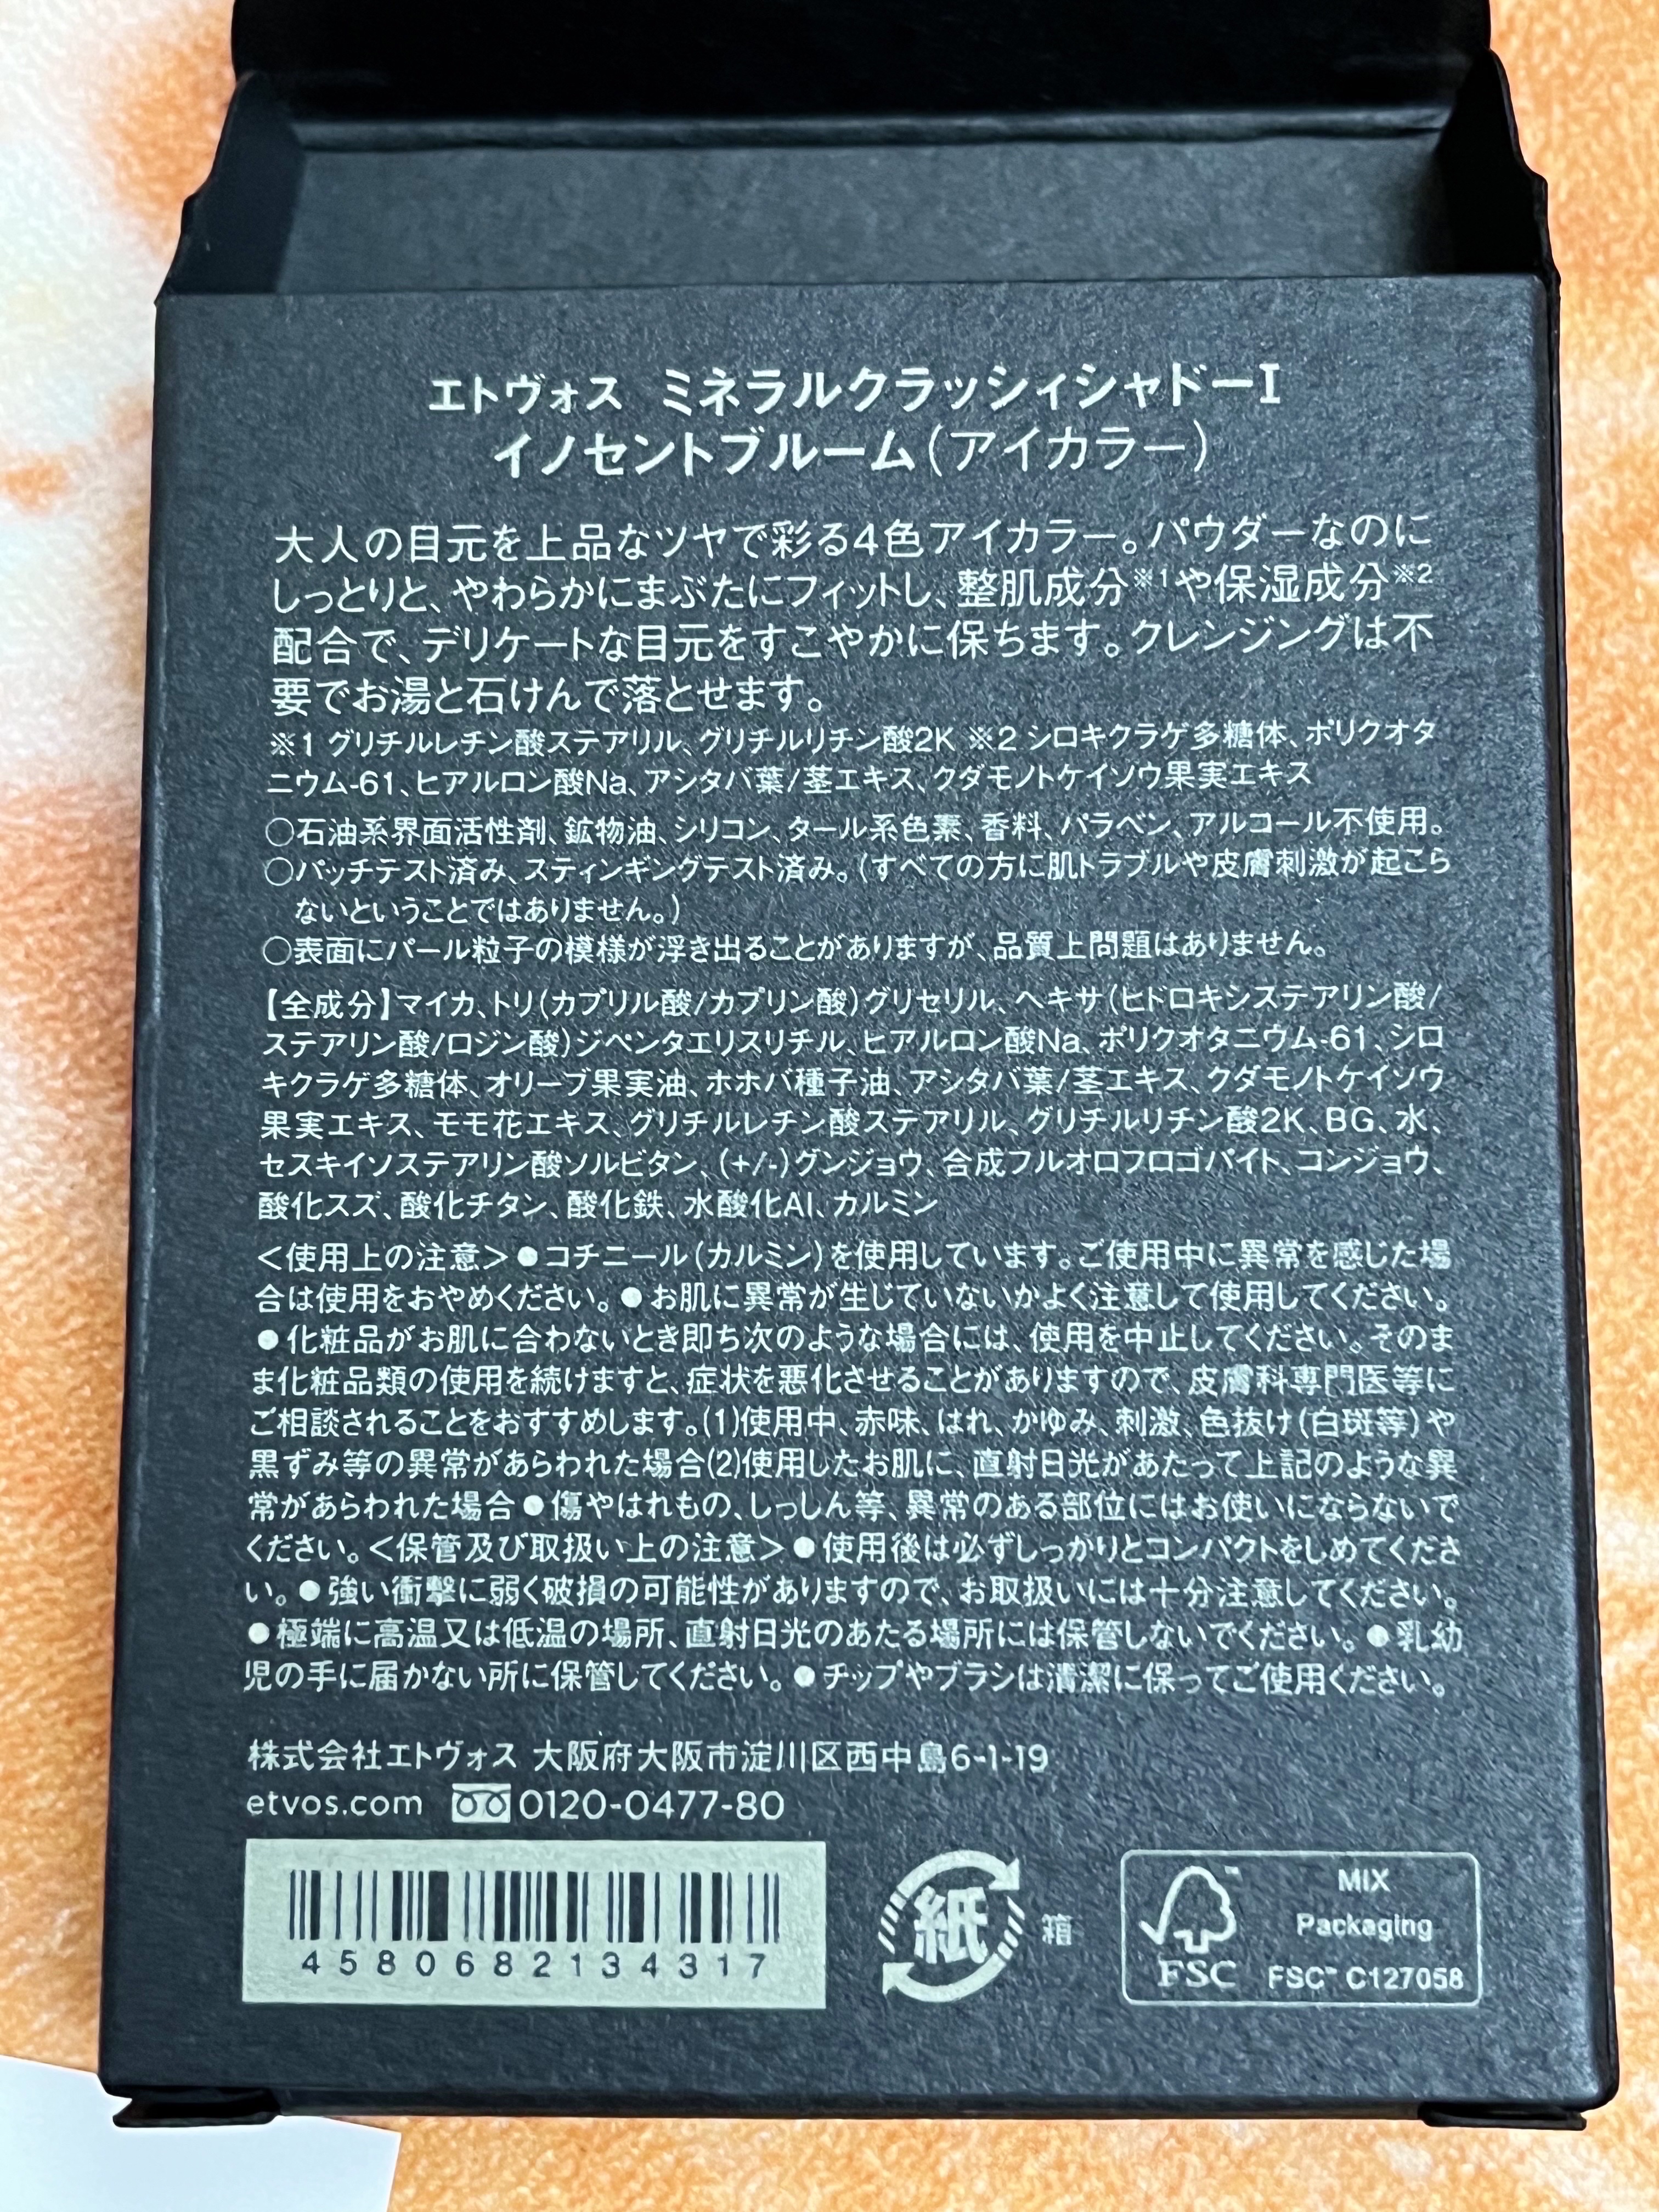 エトヴォス ミネラルクラッシィシャドーI
イノセントブルーム(アイカラー)
大人の目元を上品なツヤで彩る4色アイカラー。パウダーなのに
しっとりと、やわらかにまぶたにフィットし、整肌成分※1や保湿成分※2
配合で、デリケートな目元をすこやかに保ちます。クレンジングは不
要でお湯と石けんで落とせます。
※1 グリチルレチン酸ステアリル、グリチルリチン酸2K ※2 シロキクラゲ多糖体、ポリクオタ
ニウム-61、ヒアルロン酸Na、アシタバ葉/茎エキス、クダモノトケイソウ果実エキス
○石油系界面活性剤、鉱物油、シリコン、タール系色素、香料、パラベン、アルコール不使用。
○パッチテスト済み、スティンギングテスト済み。(すべての方に肌トラブルや皮膚刺激が起こら
ないということではありません。)
○表面にパール粒子の模様が浮き出ることがありますが、品質上問題はありません。
【全成分】マイカ、トリ(カプリル酸/カプリン酸)グリセリル、ヘキサ(ヒドロキシステアリン酸/
ステアリン酸/ロジン酸)ジペンタエリスリチル、ヒアルロン酸Na、ポリクオタニウム-61、シロ
キクラゲ多糖体、オリーブ果実油、ホホバ種子油、アシタバ葉/茎エキス、クダモノトケイソウ
果実エキス、モモ花エキス、グリチルレチン酸ステアリル、グリチルリチン酸2K、BG、水、
セスキイソステアリン酸ソルビタン、(+/-)グンジョウ、合成フルオロフロゴパイト、コンジョウ、
酸化スズ、酸化チタン、酸化鉄、水酸化Al、カルミン
＜使用上の注意＞●コチニール(カルミン)を使用しています。ご使用中に異常を感じた場
合は使用をおやめください。●お肌に異常が生じていないかよく注意して使用してください。
●化粧品がお肌に合わないとき即ち次のような場合には、使用を中止してください。そのま
ま化粧品類の使用を続けますと、症状を悪化させることがありますので、皮膚科専門医等に
ご相談されることをおすすめします。(1)使用中、赤味、はれ、かゆみ、刺激、色抜け(白斑等)や
黒ずみ等の異常があらわれた場合(2)使用したお肌に、直射日光があたって上記のような異
常があらわれた場合●傷やはれもの、しっしん等、異常のある部位にはお使いにならないで
ください。＜保管及び取扱い上の注意＞●使用後は必ずしっかりとコンパクトをしめてくださ
い。●強い衝撃に弱く破損の可能性がありますので、お取扱いには十分注意してください。
●極端に高温又は低温の場所、直射日光のあたる場所には保管しないでください。●乳幼
児の手に届かない所に保管してください。●チップやブラシは清潔に保ってご使用ください。
株式会社エトヴォス 大阪府大阪市淀川区西中島6-1-19
etvos.com 0120-0477-80
4580682134317
紙 箱
FSC™
MIX
Packaging
FSC™ C127058